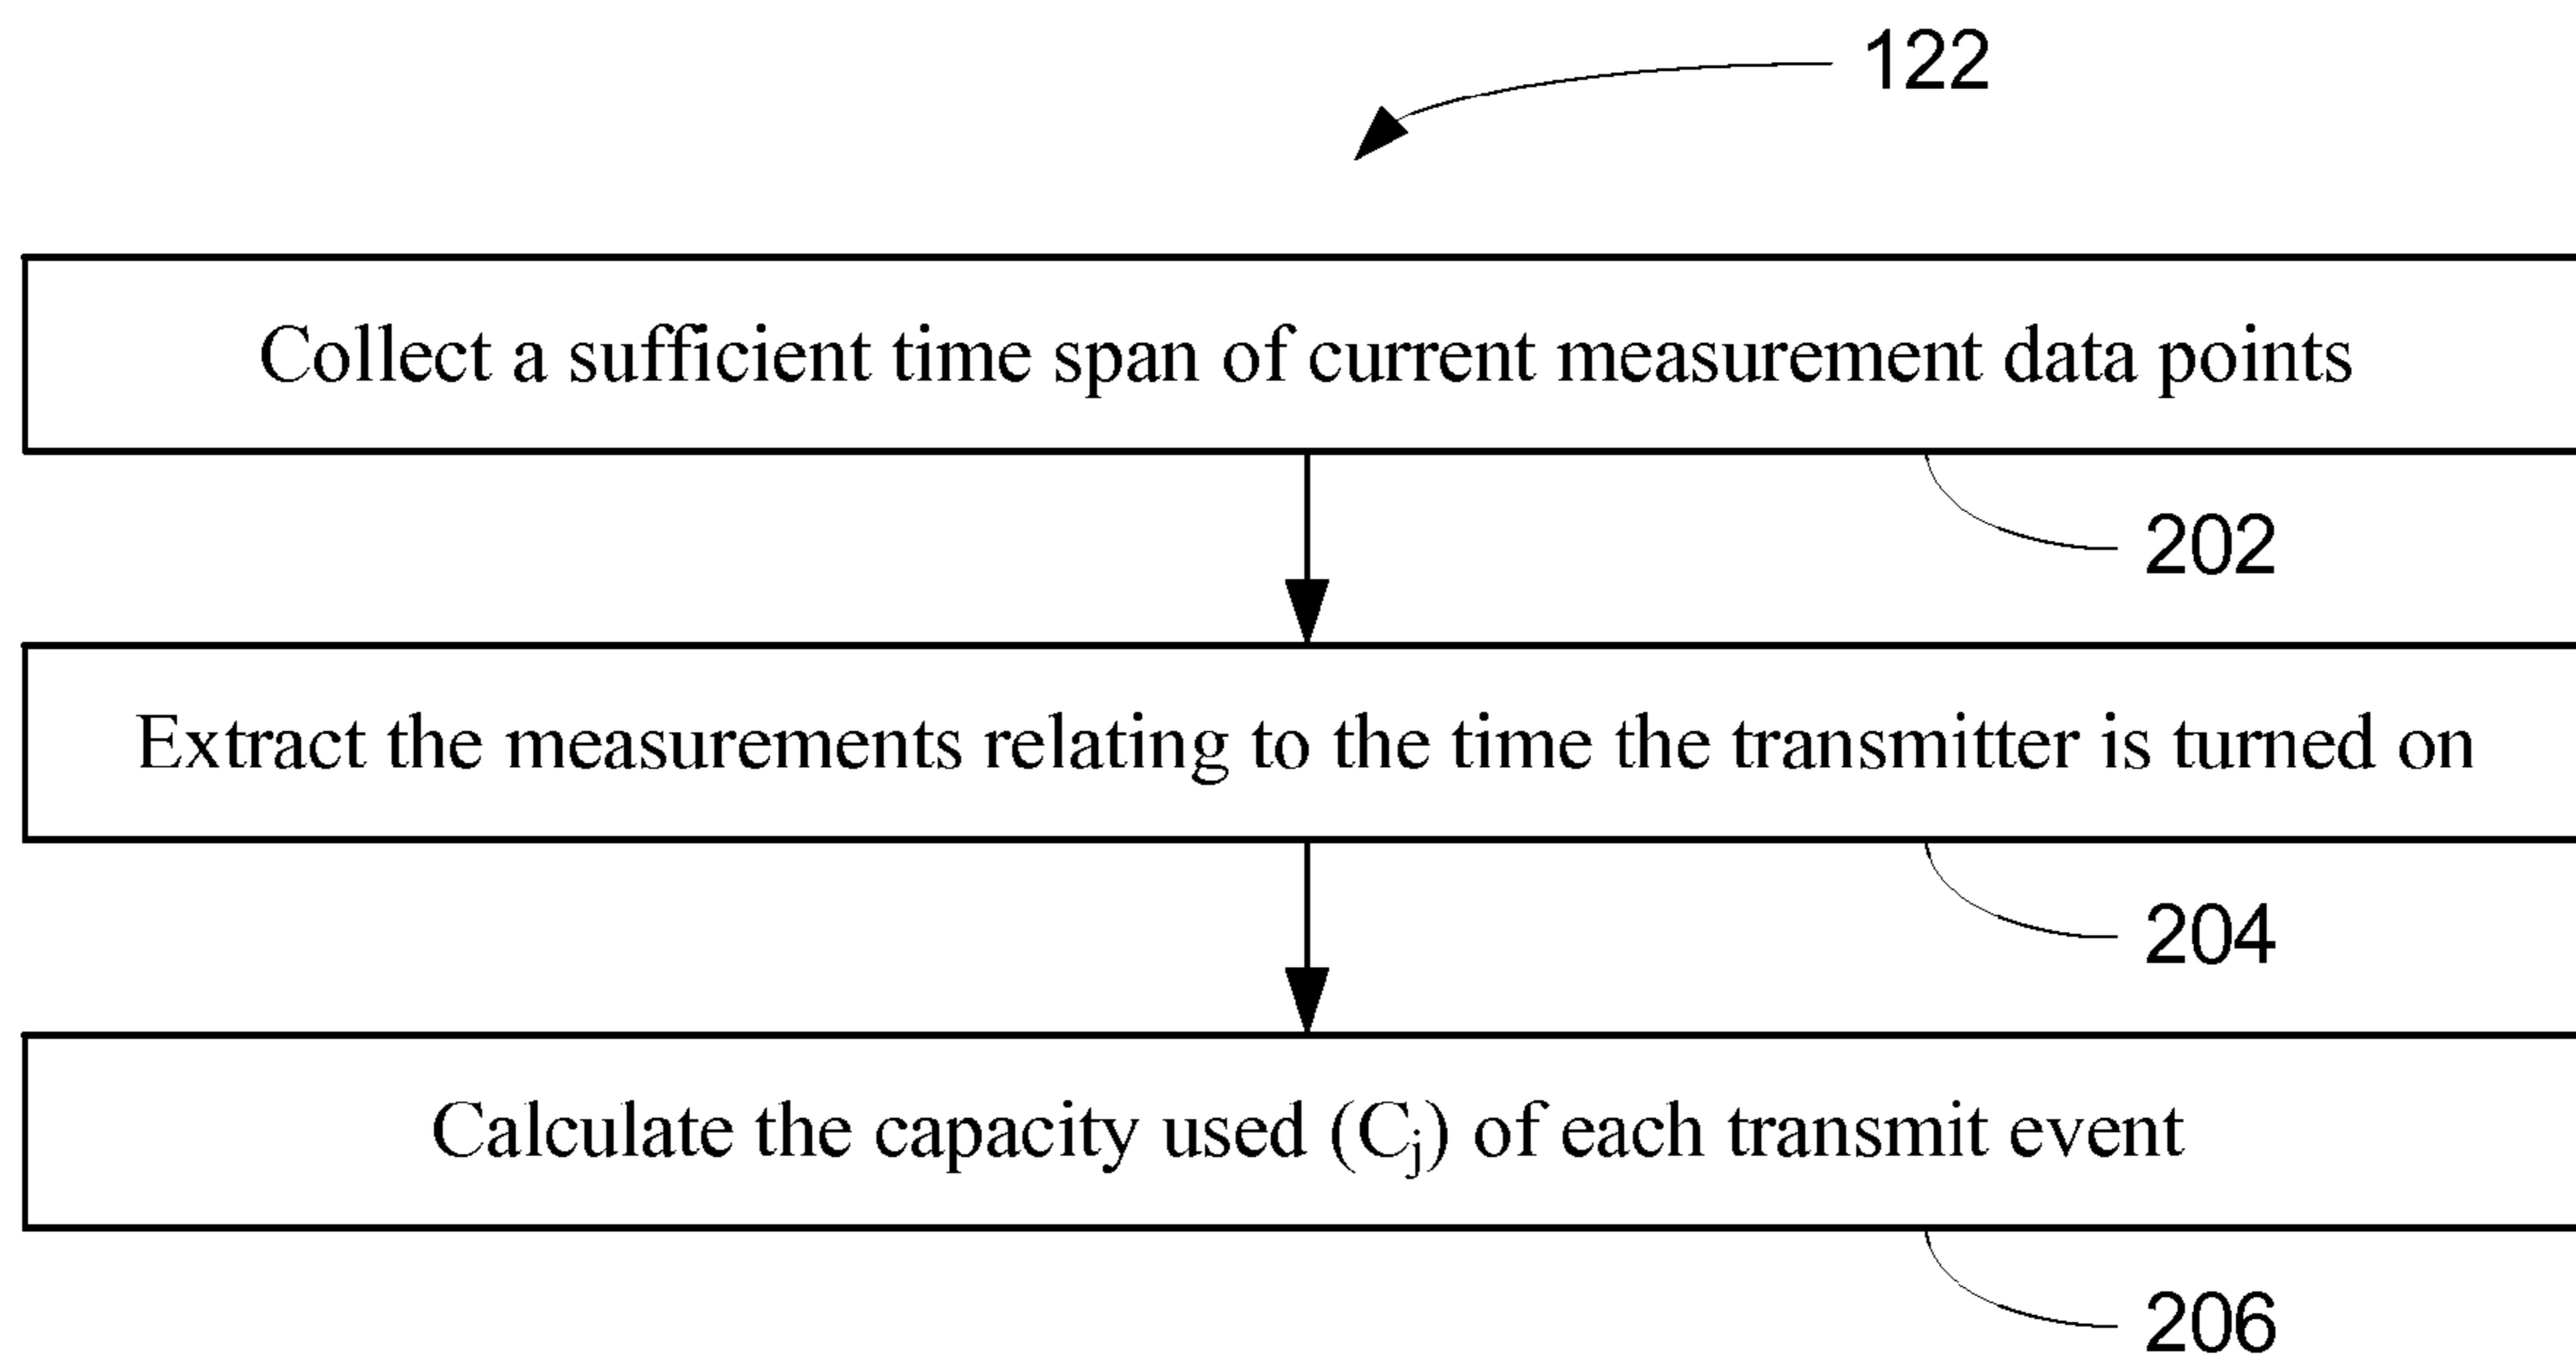 122
Collect a sufficient time span of current measurement data points
202
Extract the measurements relating to the time the transmitter is turned on
204
Calculate the capacity used (Cj) of each transmit event
206